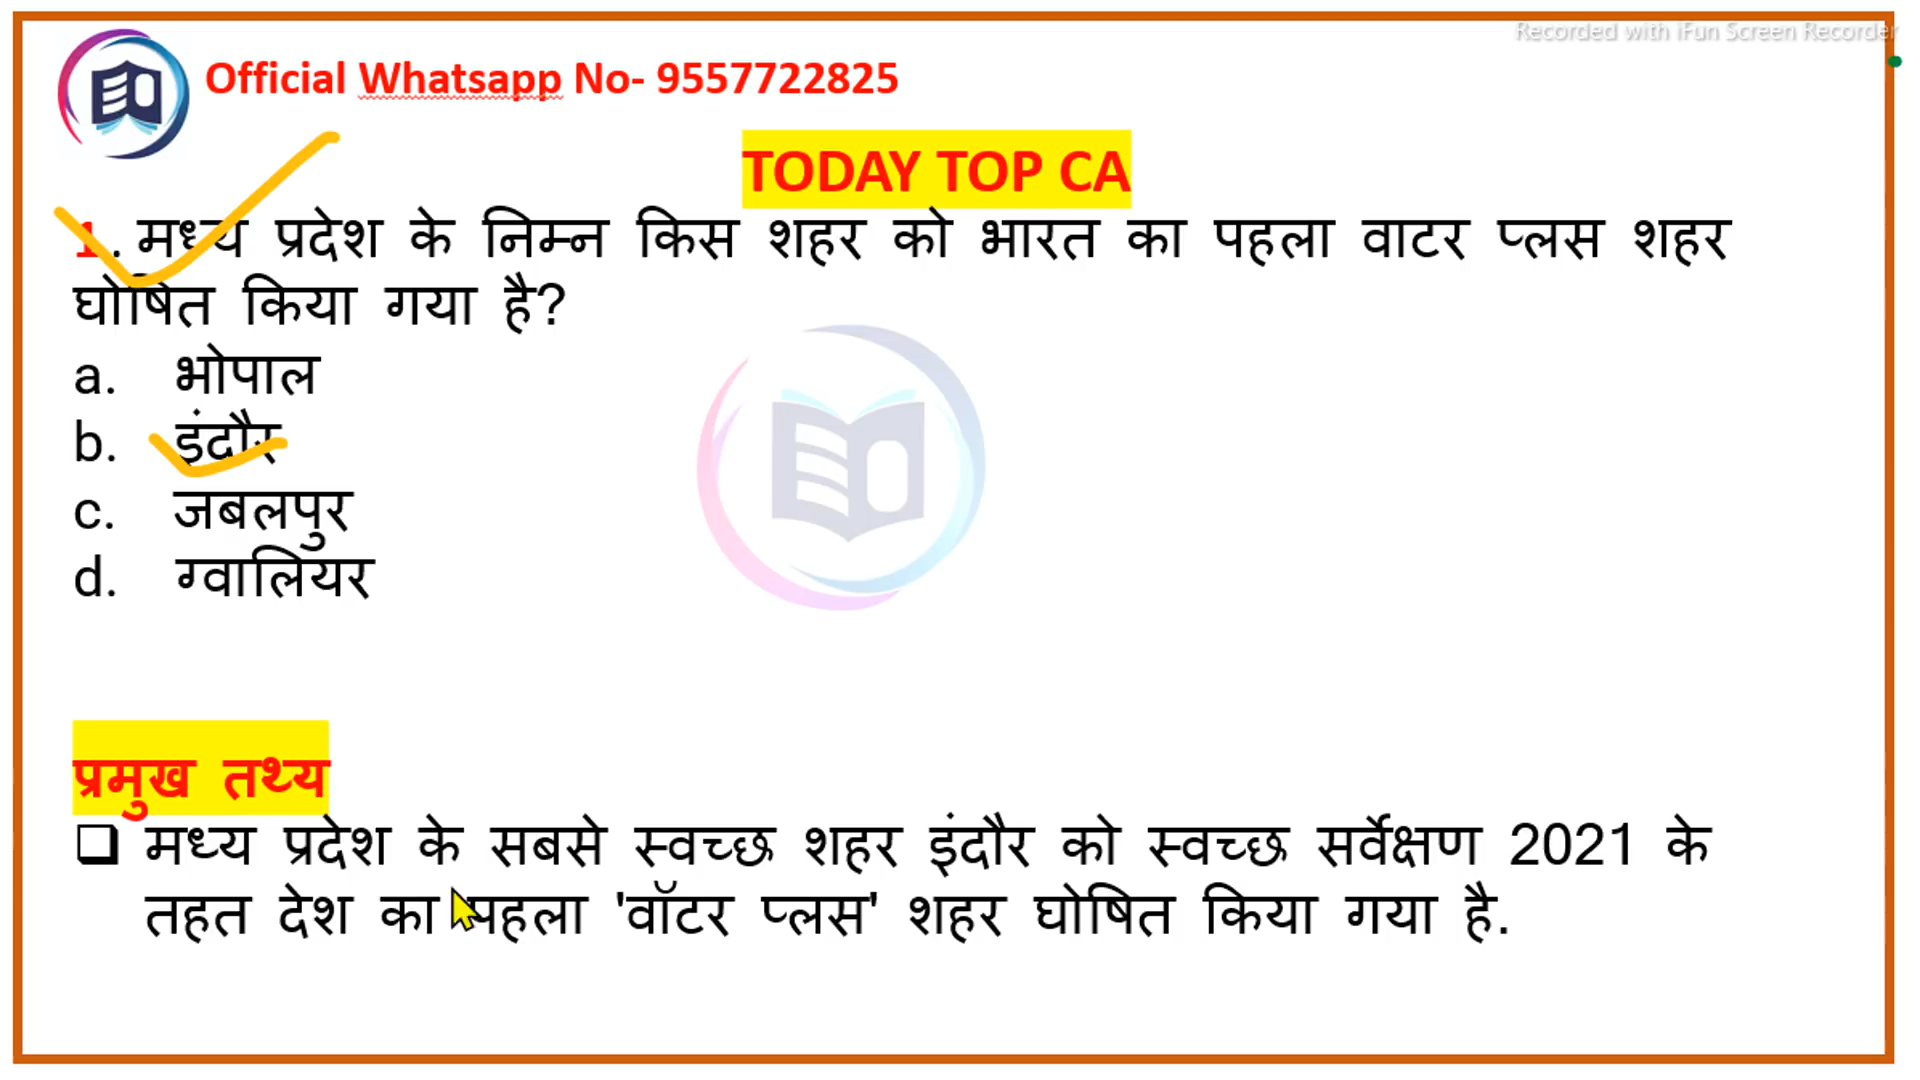 Recorded with iFun Screen Recorder
Official Whatsapp No- 9557722825
TODAY TOP CA
1. मध्य प्रदेश के निम्न किस शहर को भारत का पहला वाटर प्लस शहर
घोषित किया गया है?
a. भोपाल
b. इंदौर
c. जबलपुर
d. ग्वालियर
प्रमुख तथ्य
❑ मध्य प्रदेश के सबसे स्वच्छ शहर इंदौर को स्वच्छ सर्वेक्षण 2021 के
तहत देश का पहला 'वॉटर प्लस' शहर घोषित किया गया है.